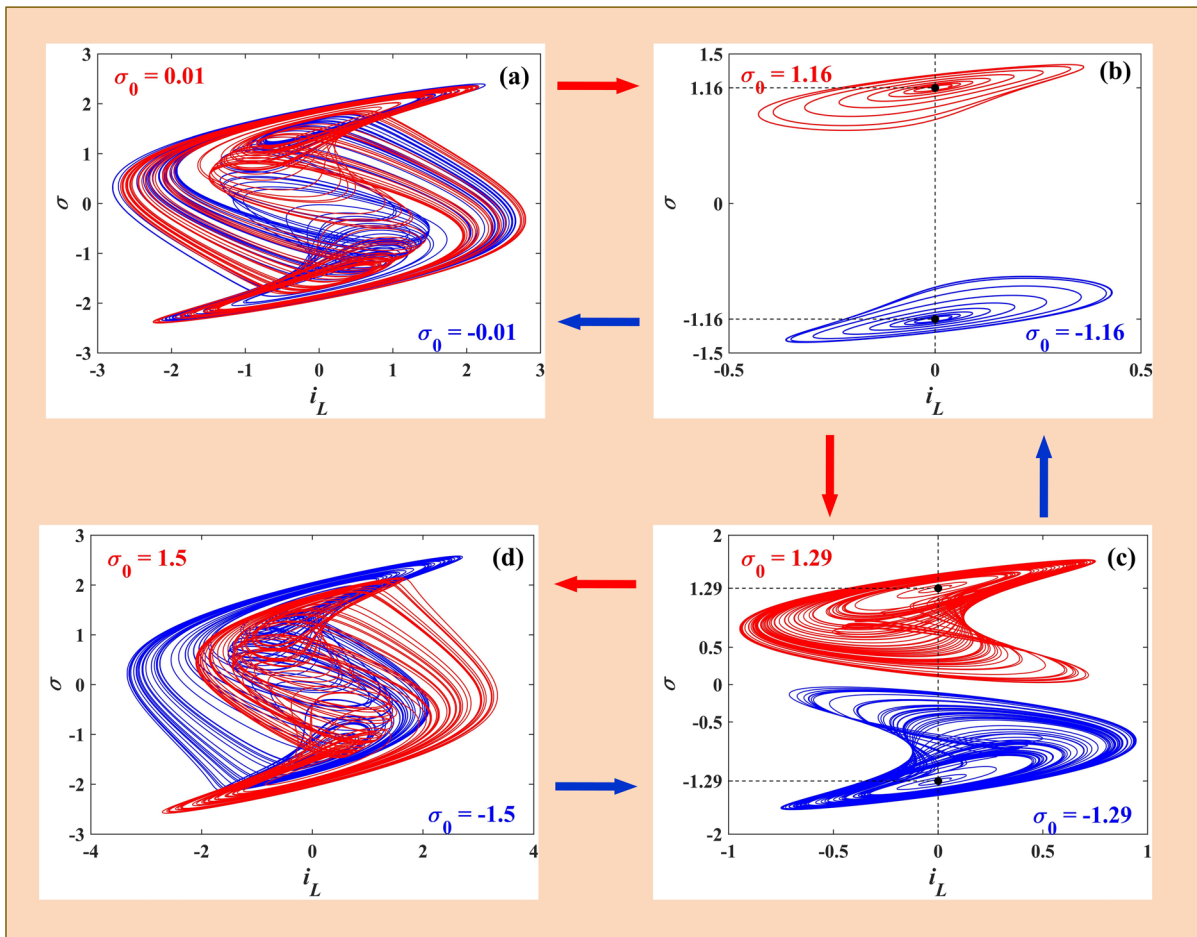 σ₀ = 0.01 (a)
3
2
1
0
-1
-2
-3
σ
σ₀ = -0.01
-3 -2 -1 0 1 2 3
i_L
σ₀ = 1.16 (b)
1.5
1.16
0
-1.16
-1.5
σ
σ₀ = -1.16
-0.5 0 0.5
i_L
σ₀ = 1.5 (d)
3
2
1
0
-1
-2
-3
σ
σ₀ = -1.5
-4 -2 0 2 4
i_L
σ₀ = 1.29 (c)
2
1.29
0.5
0
-0.5
-1.29
-2
σ
σ₀ = -1.29
-1 -0.5 0 0.5 1
i_L